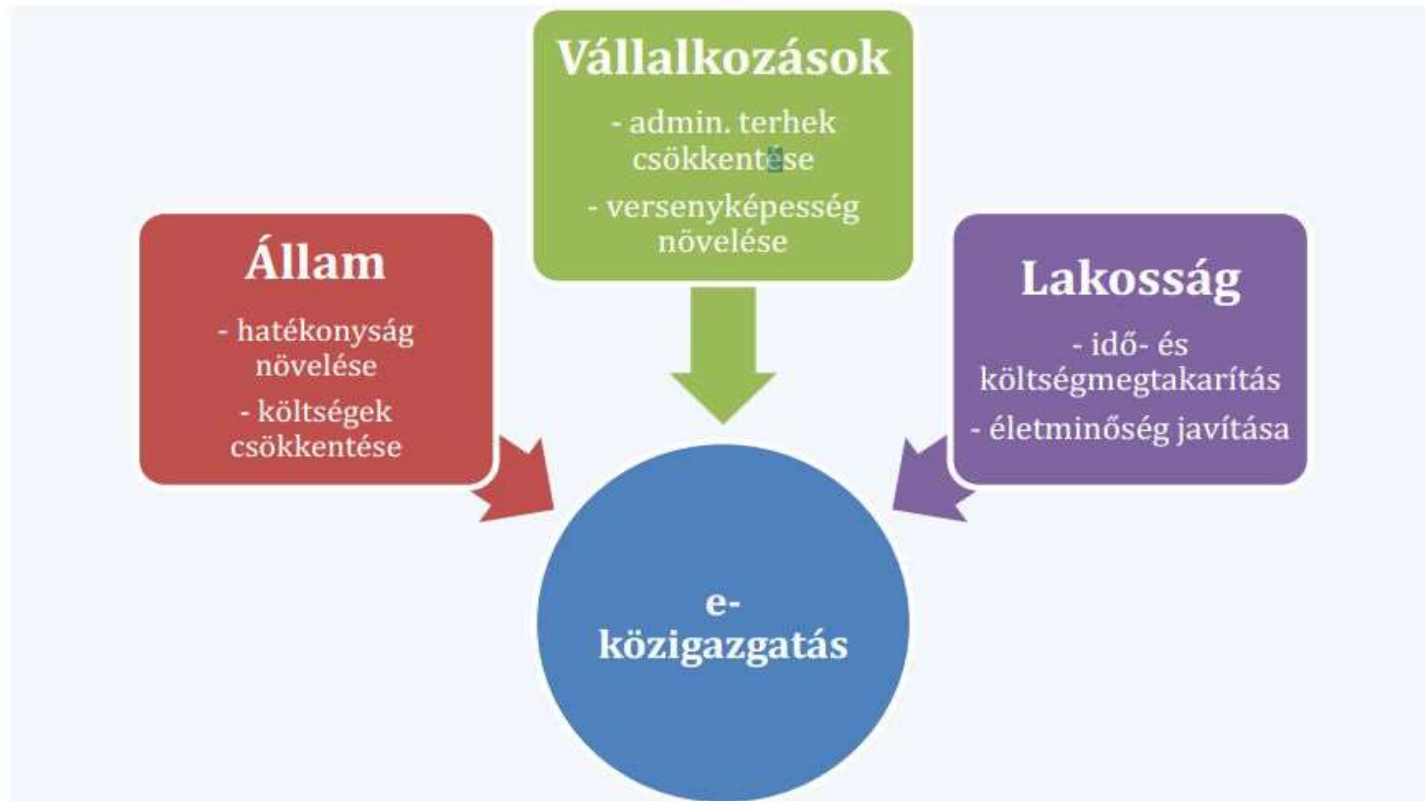 Vállalkozások
- admin. terhek
csökkentése
- versenyképesség
növelése
Állam
- hatékonyság
növelése
- költségek
csökkentése
Lakosság
- idő- és
költségmegtakarítás
- életminőség javítása
e-
közigazgatás